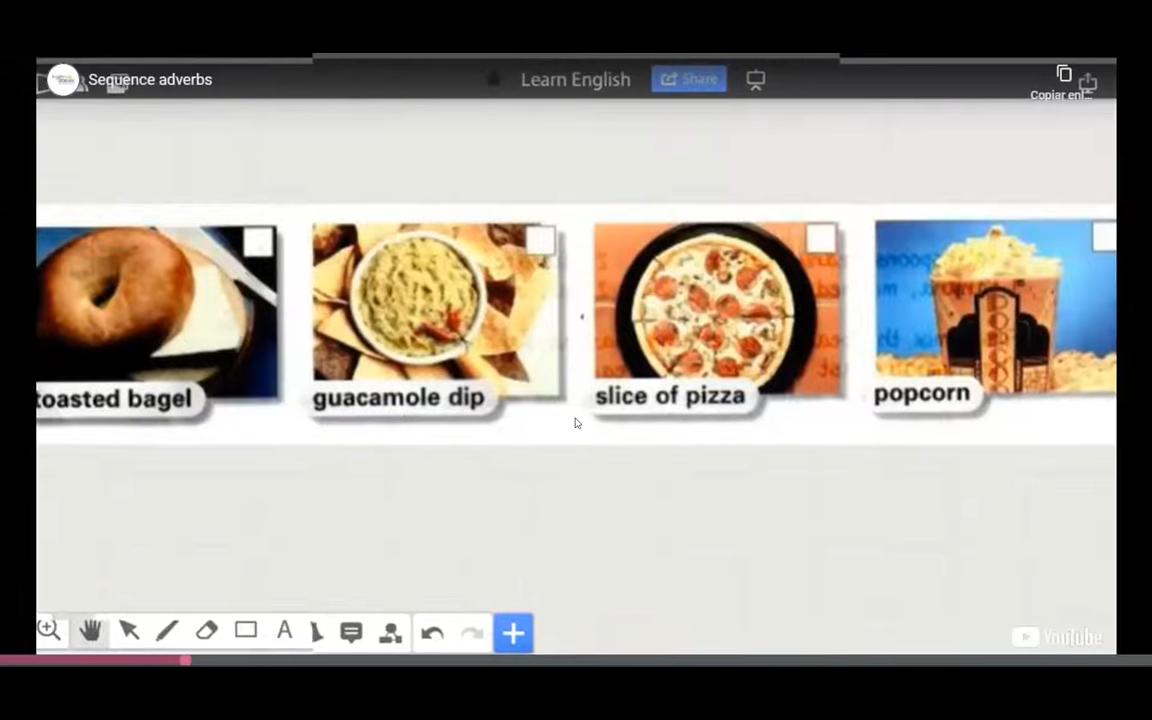 Sequence adverbs
Learn English
Share
Copiar enl...
toasted bagel
guacamole dip
slice of pizza
popcorn
A
YouTube